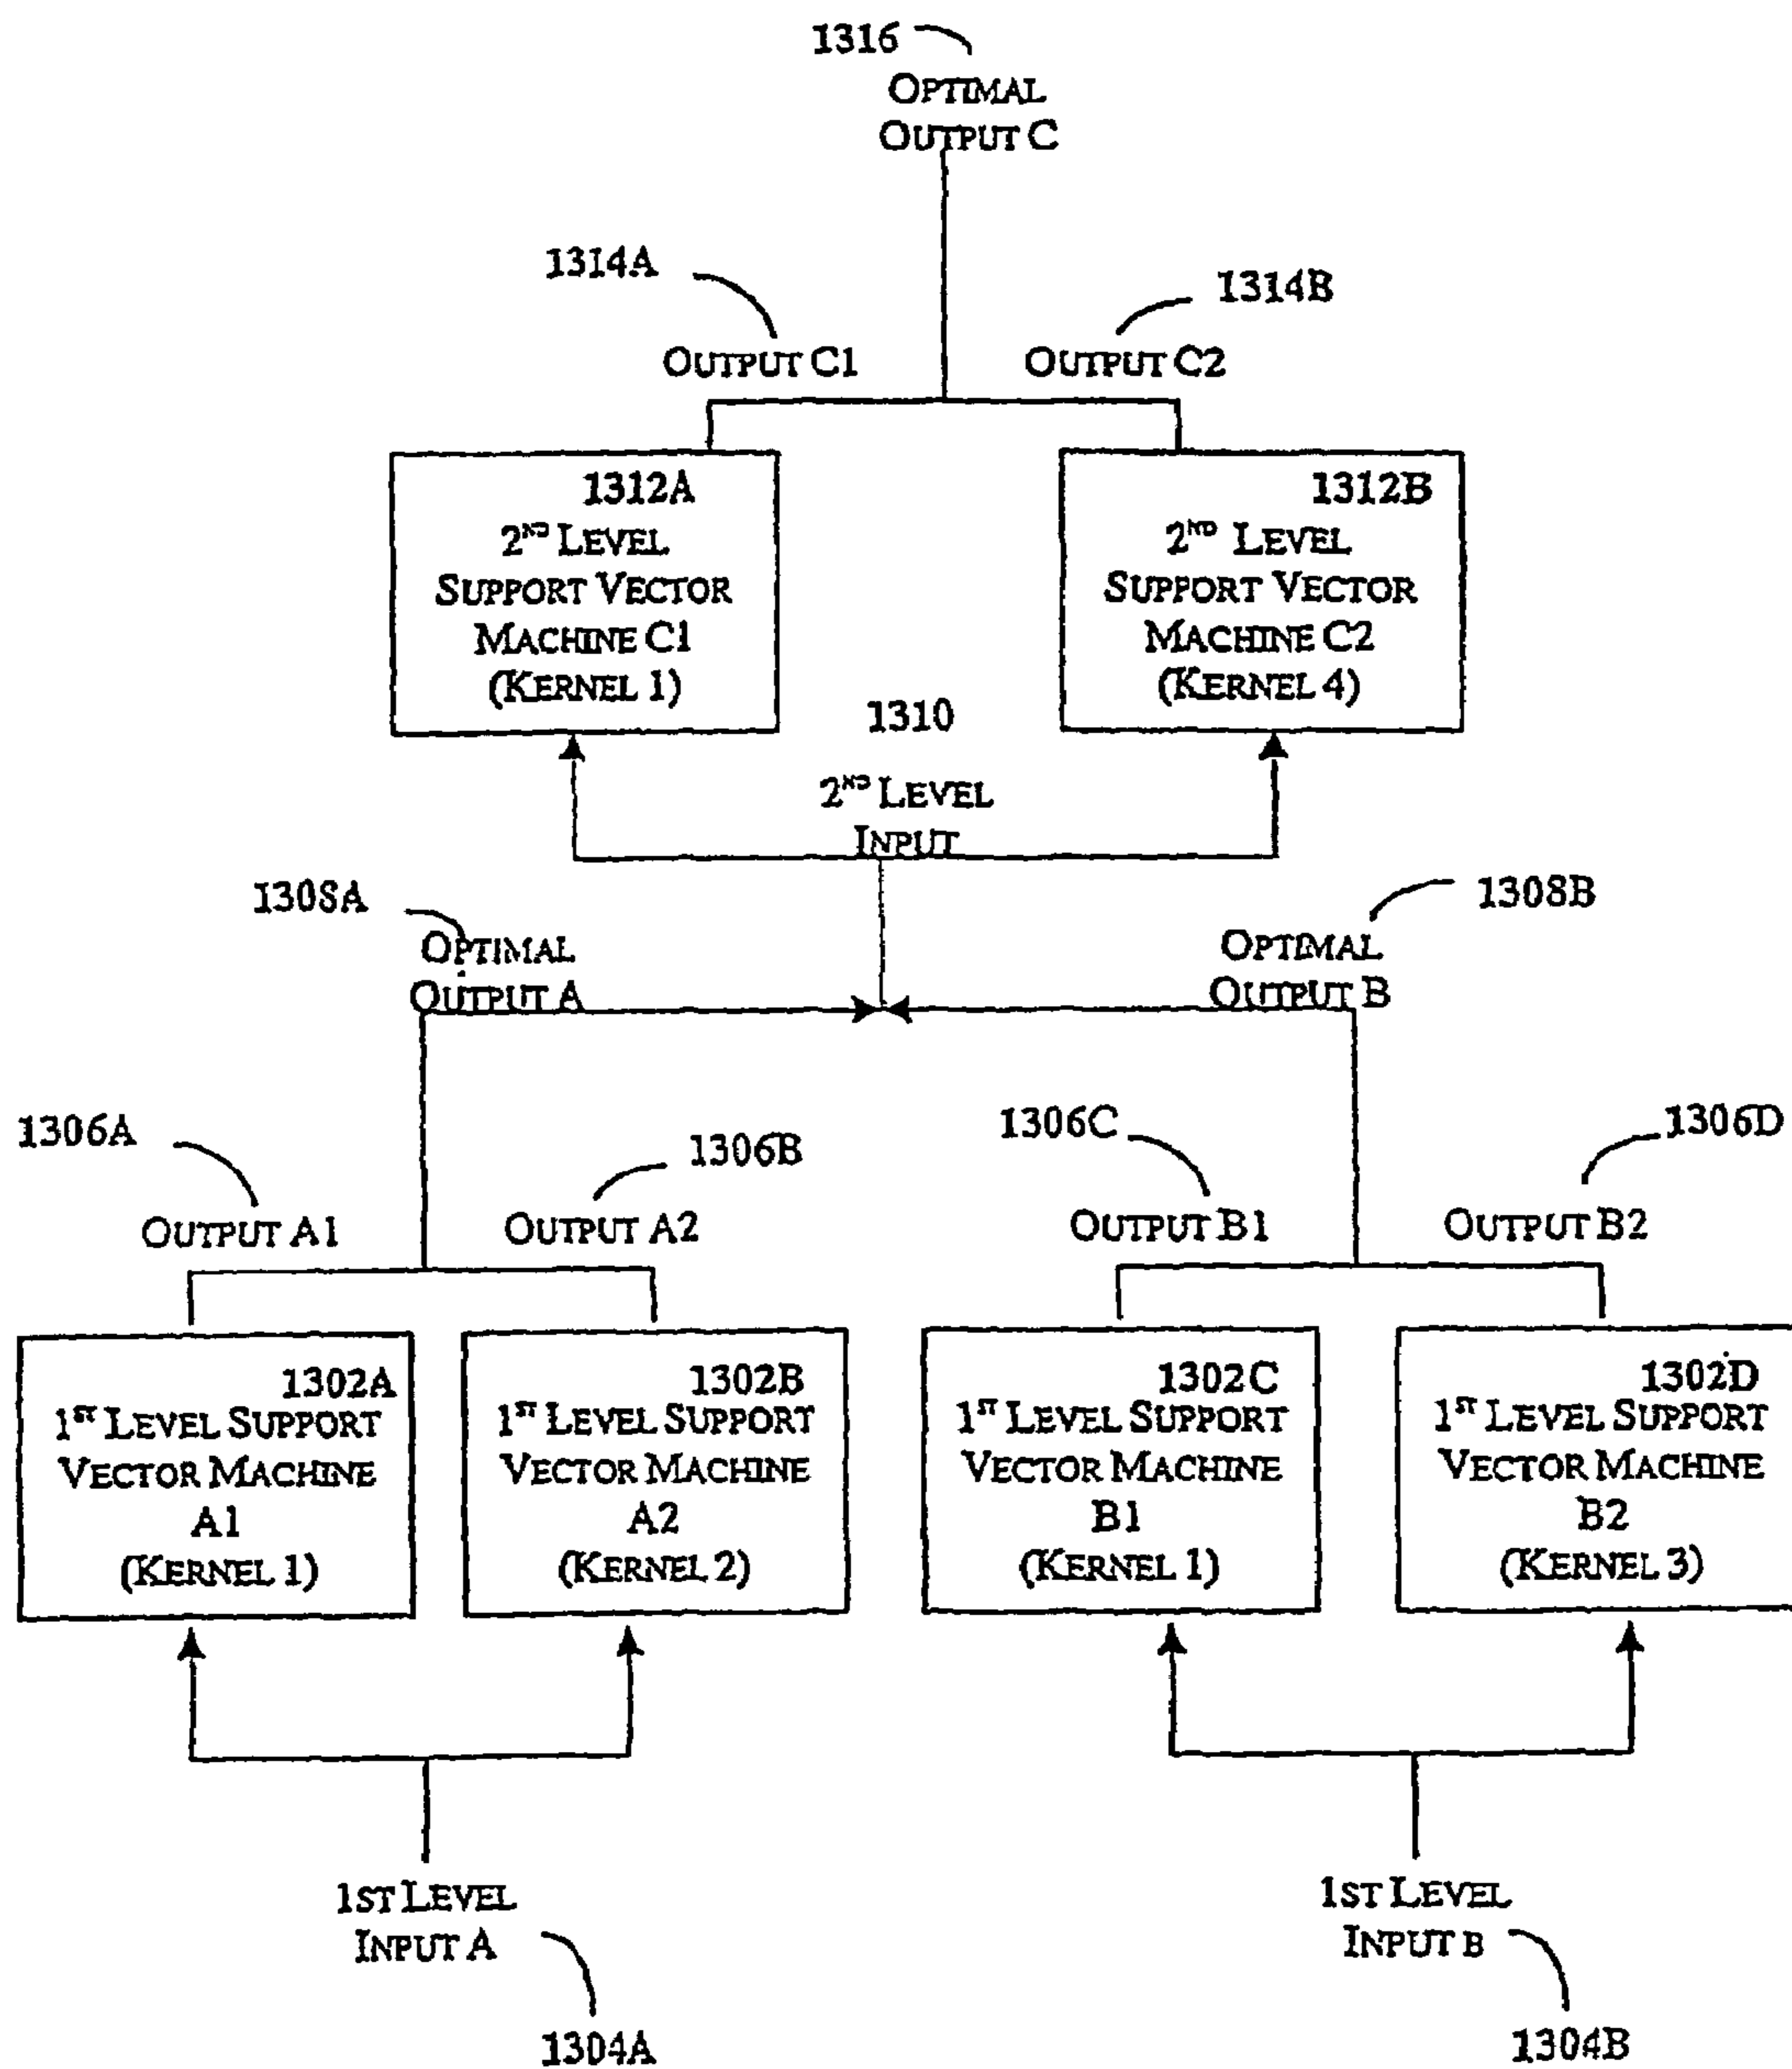 1316
OPTIMAL
OUTPUT C
1314A
1314B
OUTPUT C1
OUTPUT C2
1312A
2ND LEVEL
SUPPORT VECTOR
MACHINE C1
(KERNEL 1)
1312B
2ND LEVEL
SUPPORT VECTOR
MACHINE C2
(KERNEL 4)
1310
2ND LEVEL
INPUT
1308A
OPTIMAL
OUTPUT A
1308B
OPTIMAL
OUTPUT B
1306A
1306B
1306C
1306D
OUTPUT A1
OUTPUT A2
OUTPUT B1
OUTPUT B2
1302A
1ST LEVEL SUPPORT
VECTOR MACHINE
A1
(KERNEL 1)
1302B
1ST LEVEL SUPPORT
VECTOR MACHINE
A2
(KERNEL 2)
1302C
1ST LEVEL SUPPORT
VECTOR MACHINE
B1
(KERNEL 1)
1302D
1ST LEVEL SUPPORT
VECTOR MACHINE
B2
(KERNEL 3)
1ST LEVEL
INPUT A
1304A
1ST LEVEL
INPUT B
1304B